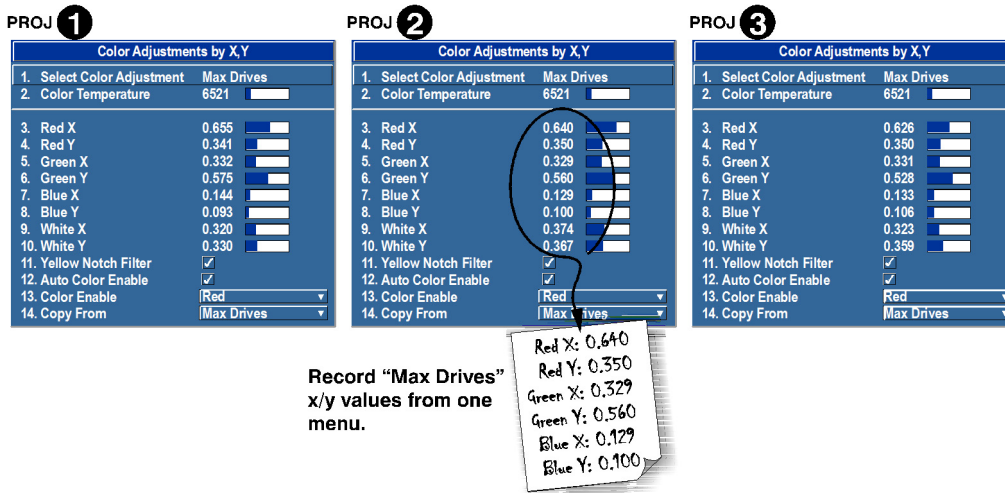 PROJ 1
Color Adjustments by X,Y
1. Select Color Adjustment Max Drives
2. Color Temperature 6521
3. Red X 0.655
4. Red Y 0.341
5. Green X 0.332
6. Green Y 0.575
7. Blue X 0.144
8. Blue Y 0.093
9. White X 0.320
10. White Y 0.330
11. Yellow Notch Filter
12. Auto Color Enable
13. Color Enable Red
14. Copy From Max Drives
PROJ 2
Color Adjustments by X,Y
1. Select Color Adjustment Max Drives
2. Color Temperature 6521
3. Red X 0.640
4. Red Y 0.350
5. Green X 0.329
6. Green Y 0.560
7. Blue X 0.129
8. Blue Y 0.100
9. White X 0.374
10. White Y 0.367
11. Yellow Notch Filter
12. Auto Color Enable
13. Color Enable Red
14. Copy From Max Drives
PROJ 3
Color Adjustments by X,Y
1. Select Color Adjustment Max Drives
2. Color Temperature 6521
3. Red X 0.626
4. Red Y 0.350
5. Green X 0.331
6. Green Y 0.528
7. Blue X 0.133
8. Blue Y 0.106
9. White X 0.323
10. White Y 0.359
11. Yellow Notch Filter
12. Auto Color Enable
13. Color Enable Red
14. Copy From Max Drives
Record “Max Drives”
x/y values from one
menu.
Red X: 0.640
Red Y: 0.350
Green X: 0.329
Green Y: 0.560
Blue X: 0.129
Blue Y: 0.100